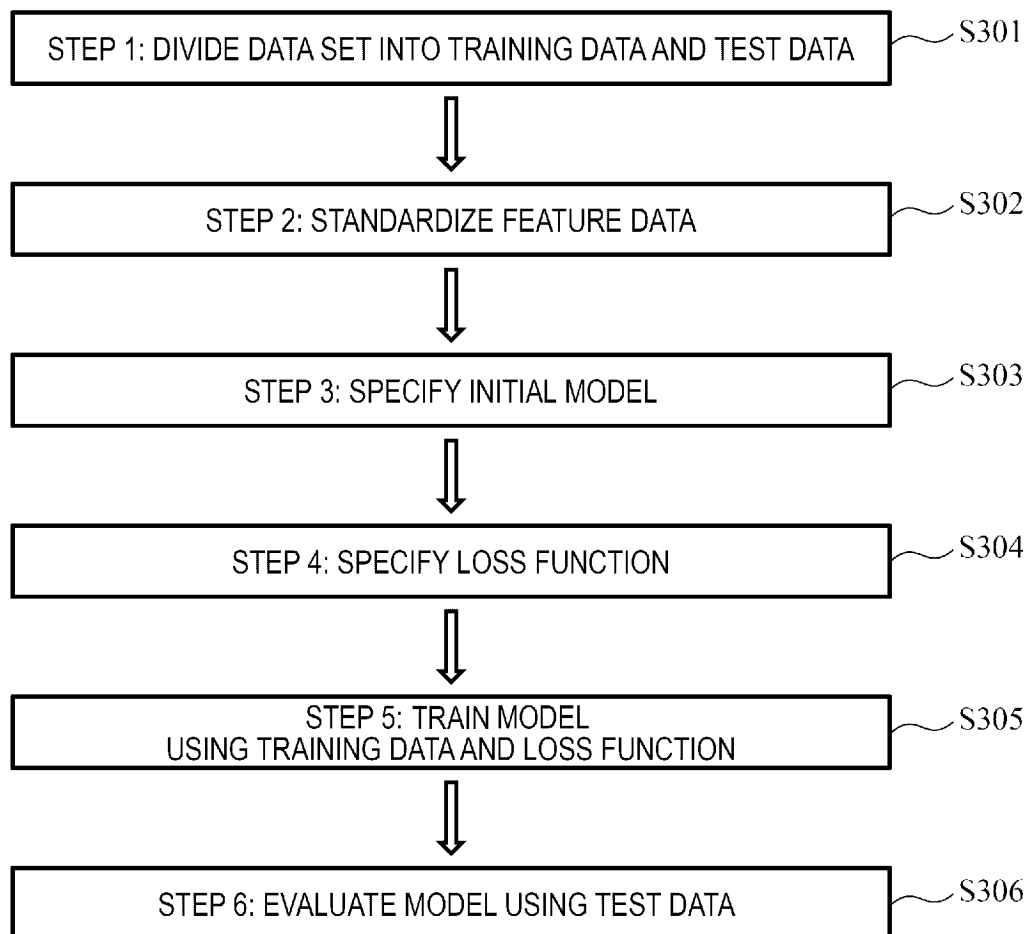 STEP 1: DIVIDE DATA SET INTO TRAINING DATA AND TEST DATA
S301
STEP 2: STANDARDIZE FEATURE DATA
S302
STEP 3: SPECIFY INITIAL MODEL
S303
STEP 4: SPECIFY LOSS FUNCTION
S304
STEP 5: TRAIN MODEL
USING TRAINING DATA AND LOSS FUNCTION
S305
STEP 6: EVALUATE MODEL USING TEST DATA
S306